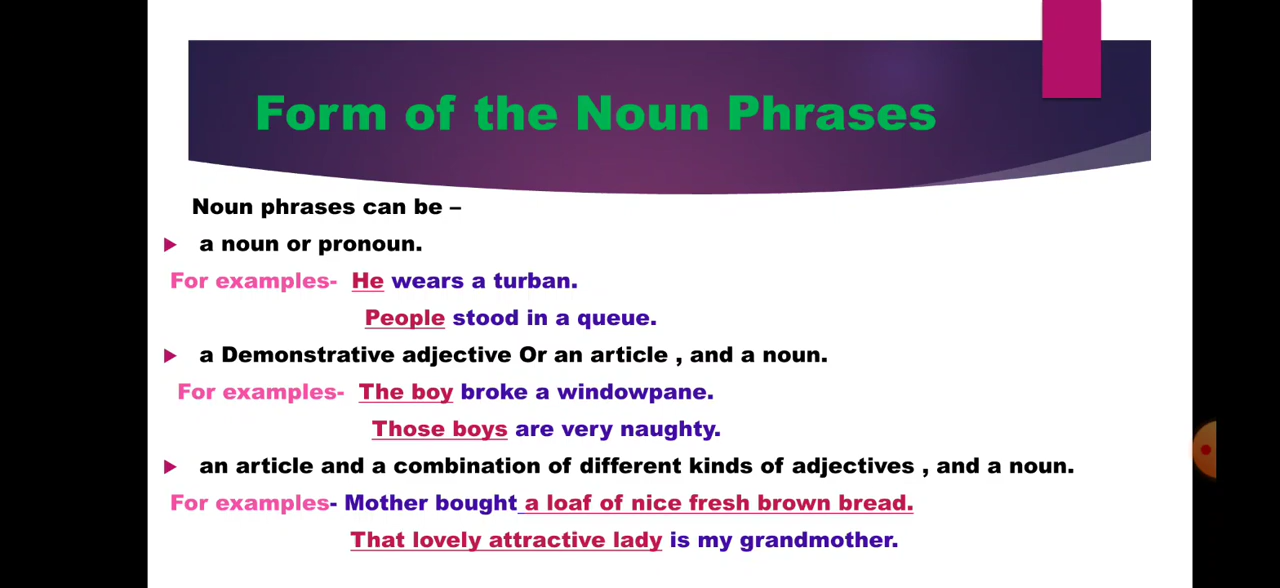 Form of the Noun Phrases
Noun phrases can be –
a noun or pronoun.
For examples- He wears a turban.
People stood in a queue.
a Demonstrative adjective Or an article , and a noun.
For examples- The boy broke a windowpane.
Those boys are very naughty.
an article and a combination of different kinds of adjectives , and a noun.
For examples- Mother bought a loaf of nice fresh brown bread.
That lovely attractive lady is my grandmother.